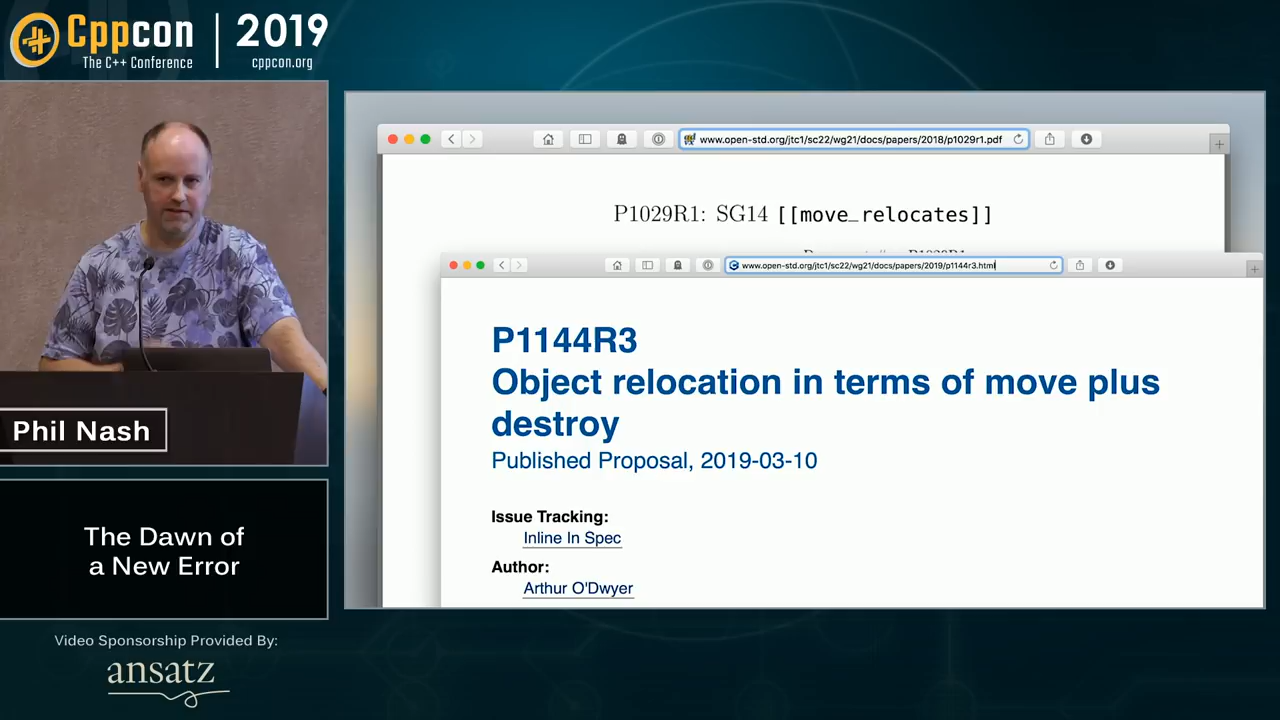 Cppcon
The C++ Conference
2019
cppcon.org
www.open-std.org/jtc1/sc22/wg21/docs/papers/2018/p1029r1.pdf
P1029R1: SG14 [[move_relocates]]
www.open-std.org/jtc1/sc22/wg21/docs/papers/2019/p1144r3.html
P1144R3
Object relocation in terms of move plus
destroy
Published Proposal, 2019-03-10
Issue Tracking:
Inline In Spec
Author:
Arthur O'Dwyer
Phil Nash
The Dawn of
a New Error
Video Sponsorship Provided By:
ansatz